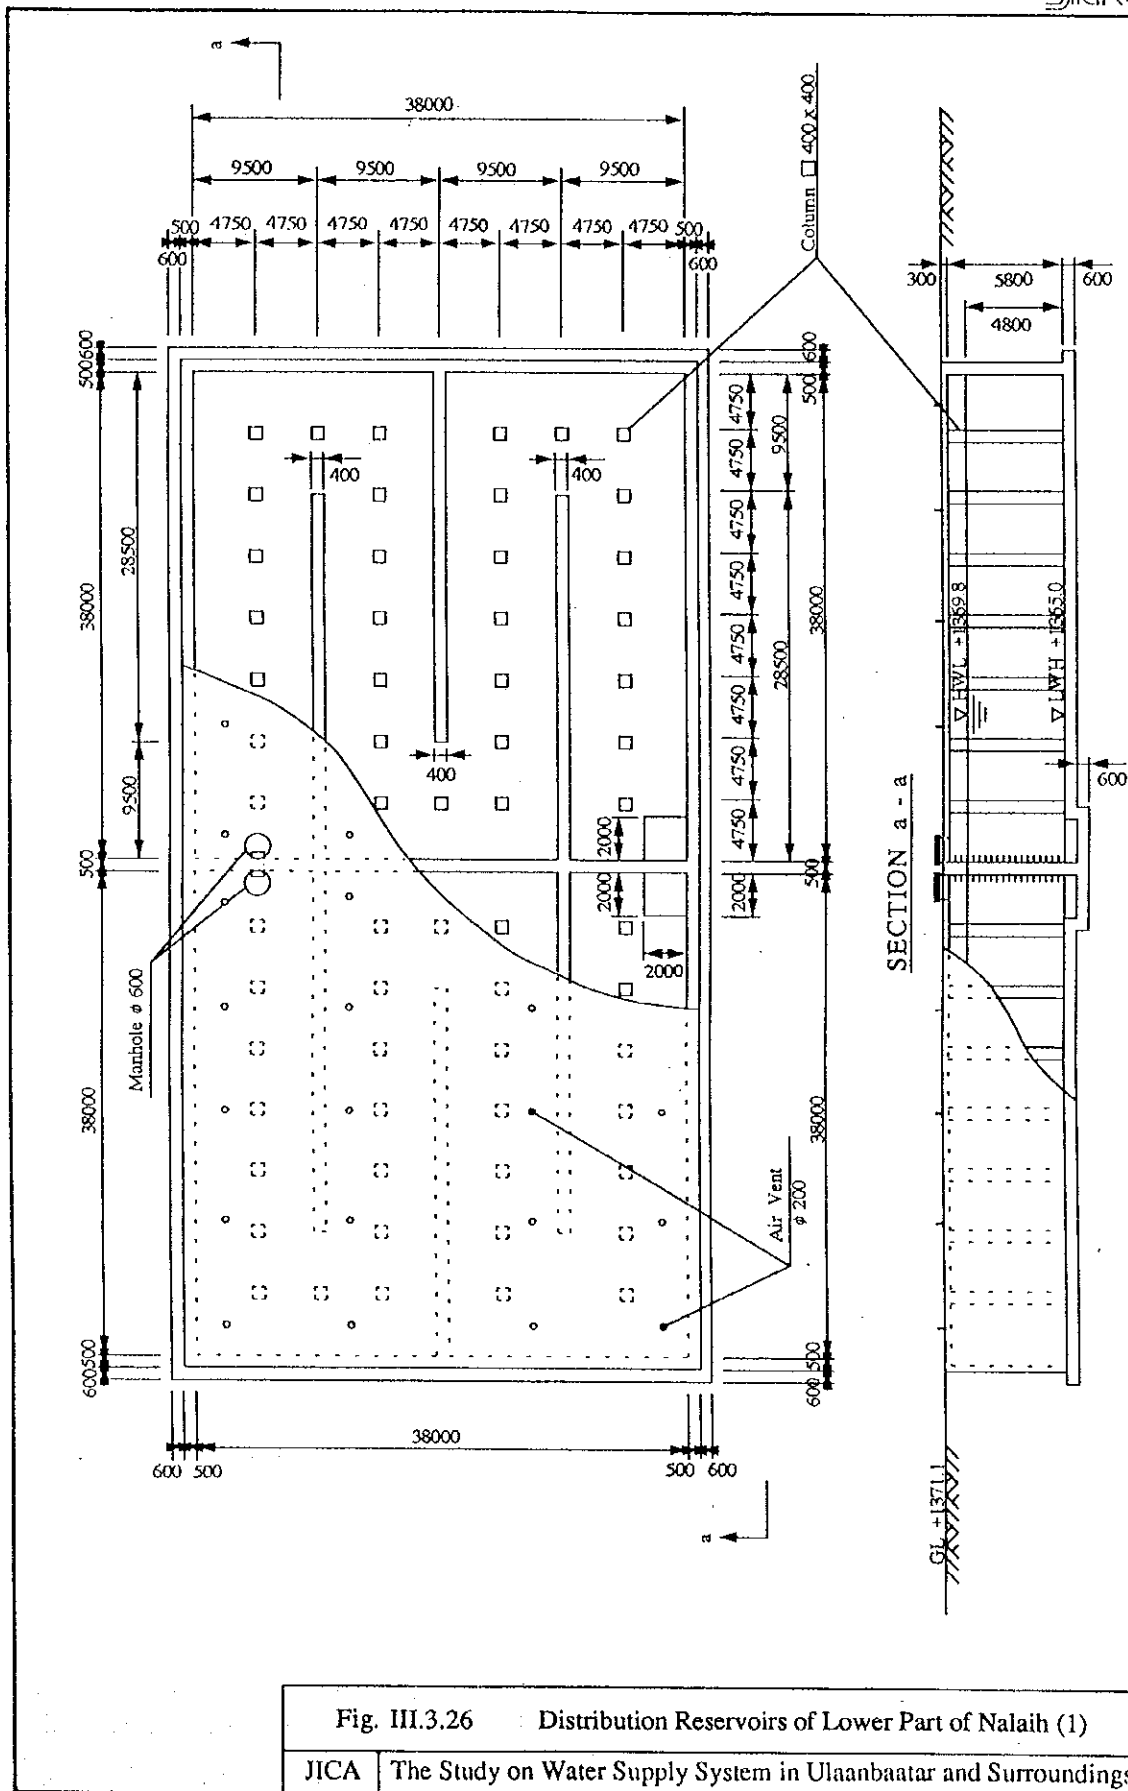 a
38000
9500 9500 9500 9500
500 4750 4750 4750 4750 4750 4750 4750 4750 500
600 600
Column □ 400 x 400
300 5800 600
4800
500 600
600
500
400 400
4750
4750
4750
4750
4750
4750
4750
4750
9500
28500
38000
28500
9500
38000
400
2000
2000
2000
2000
500
500
Manhole φ 600
38000
38000
Air Vent
φ 200
600 500
500
600
38000
600 500 500 600
a
▽ HWL +1369.8
▽ LWH +1365.0
600
SECTION a - a
GL +1371.1
Fig. III.3.26 Distribution Reservoirs of Lower Part of Nalaih (1)
JICA The Study on Water Supply System in Ulaanbaatar and Surroundings